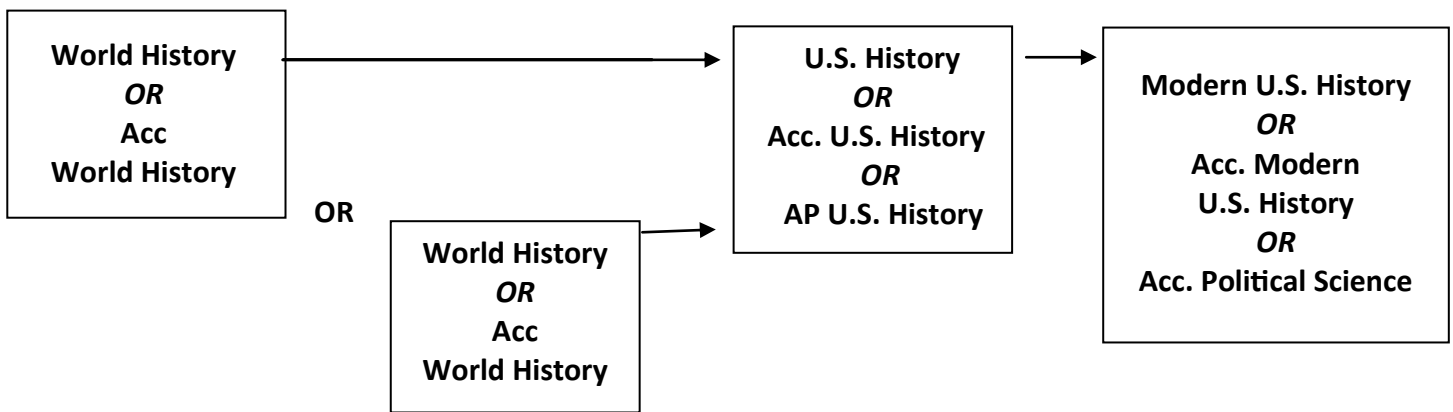 World History
OR
Acc
World History
OR
World History
OR
Acc
World History
U.S. History
OR
Acc. U.S. History
OR
AP U.S. History
Modern U.S. History
OR
Acc. Modern
U.S. History
OR
Acc. Political Science